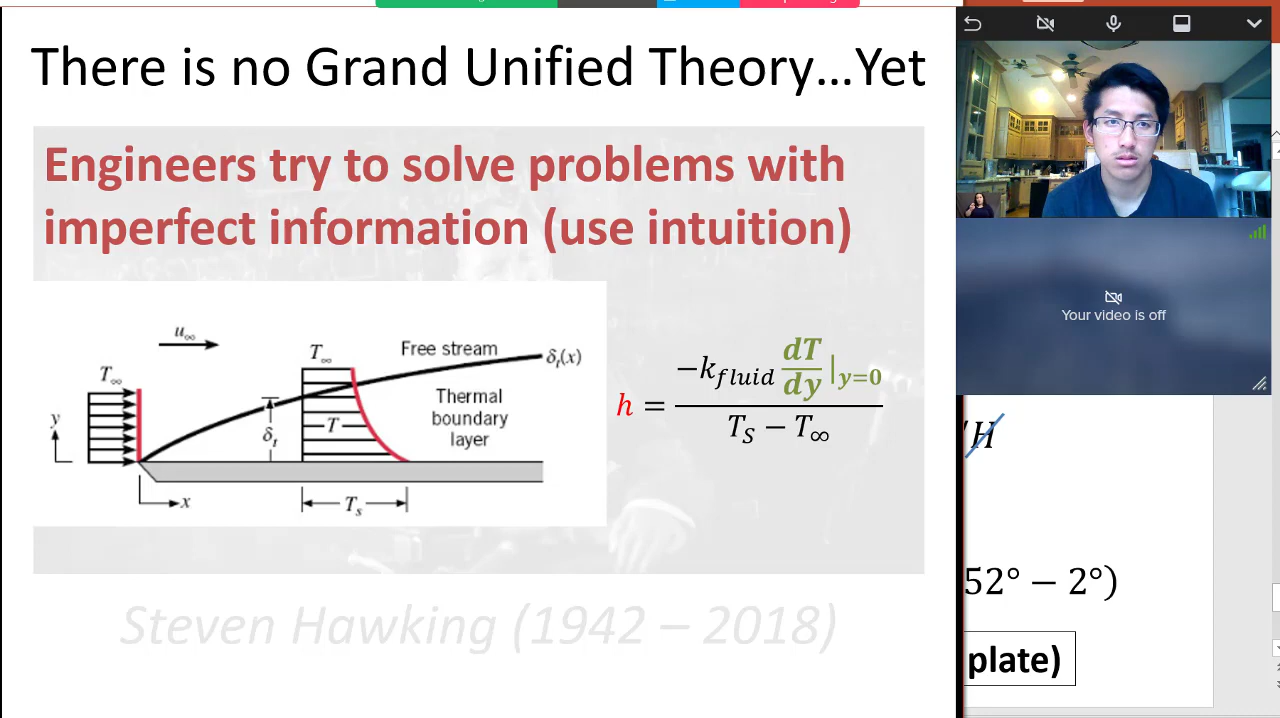 There is no Grand Unified Theory...Yet
Engineers try to solve problems with
imperfect information (use intuition)
u∞
T∞
T∞
Free stream
δt(x)
y
δt
T
Thermal
boundary
layer
x
Ts
h = −kfluid dT/dy |y=0 / TS − T∞
Steven Hawking (1942 – 2018)
Your video is off
H
52° − 2°)
plate)